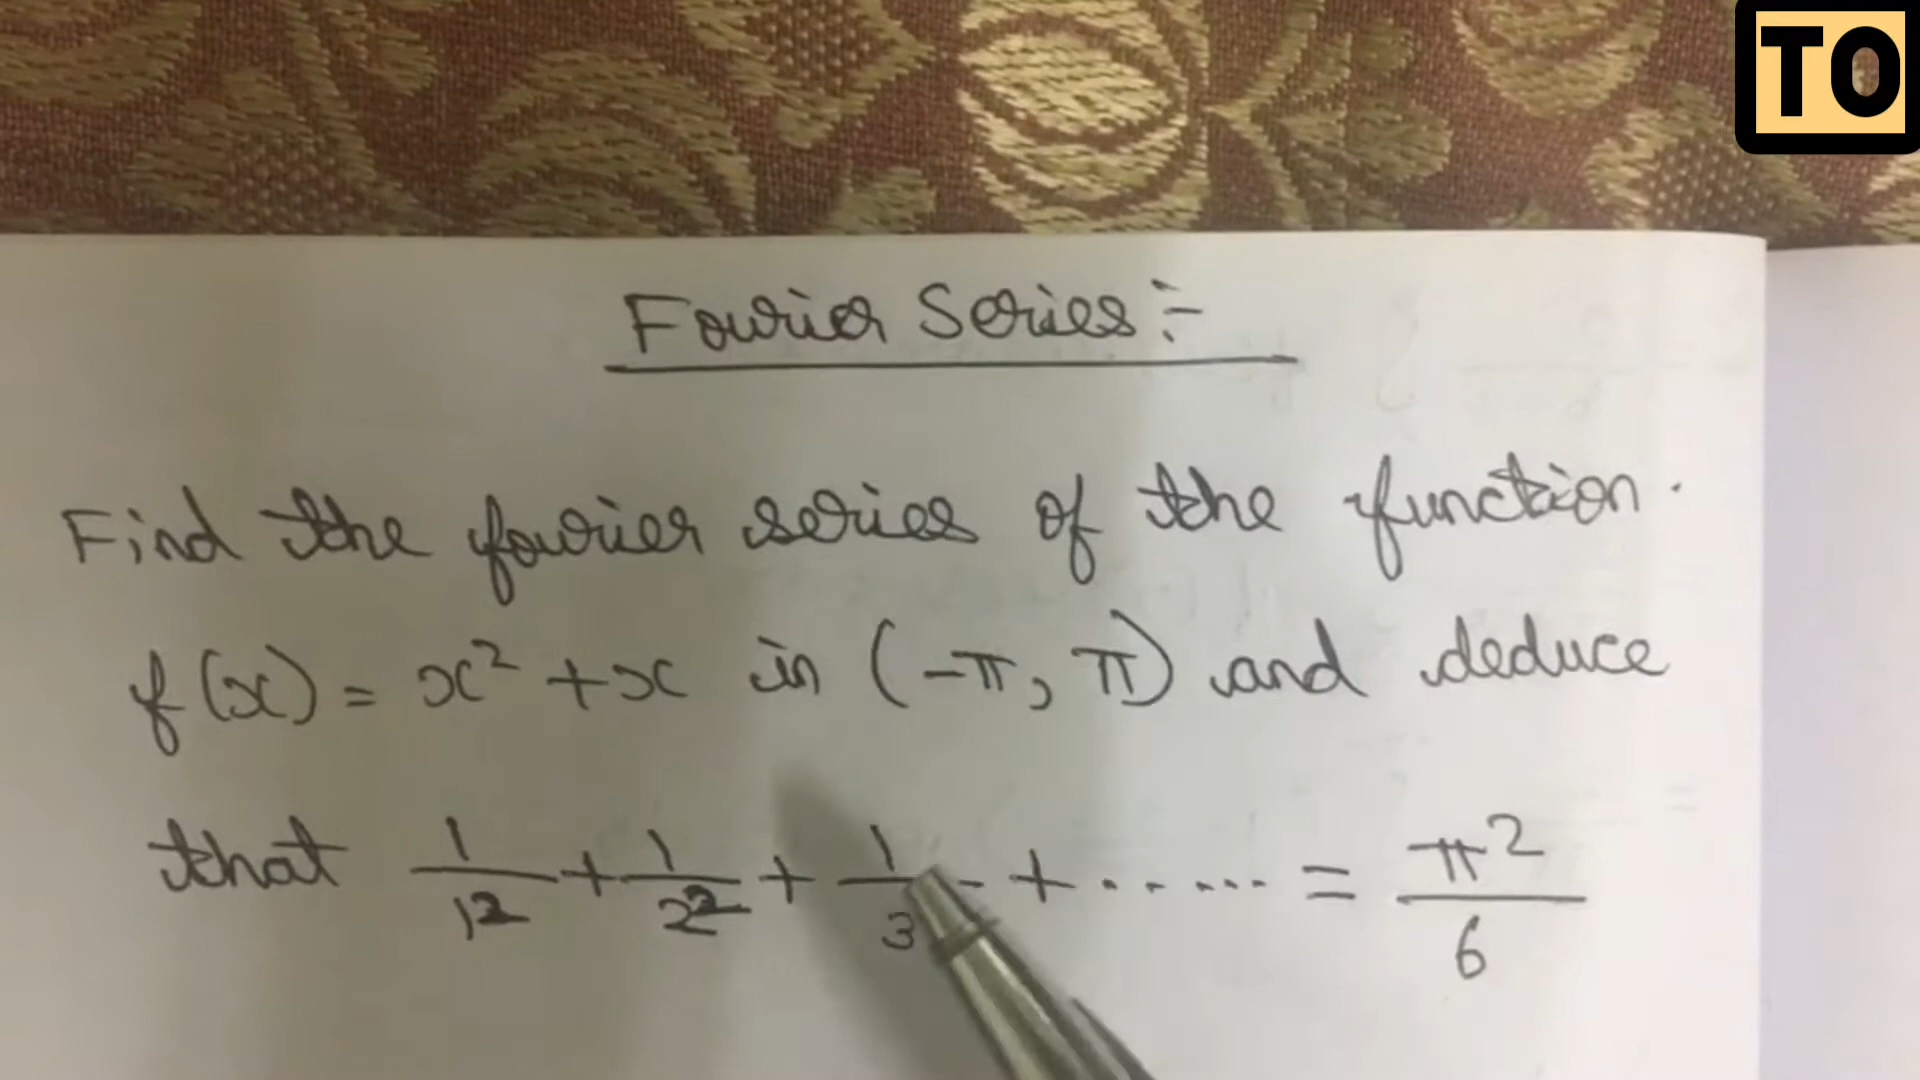 TO
Fourier Series :-
Find the fourier series of the function.
f(x) = x² + x in (-π, π) and deduce
that 1/1² + 1/2² + 1/3 + ....... = π²/6